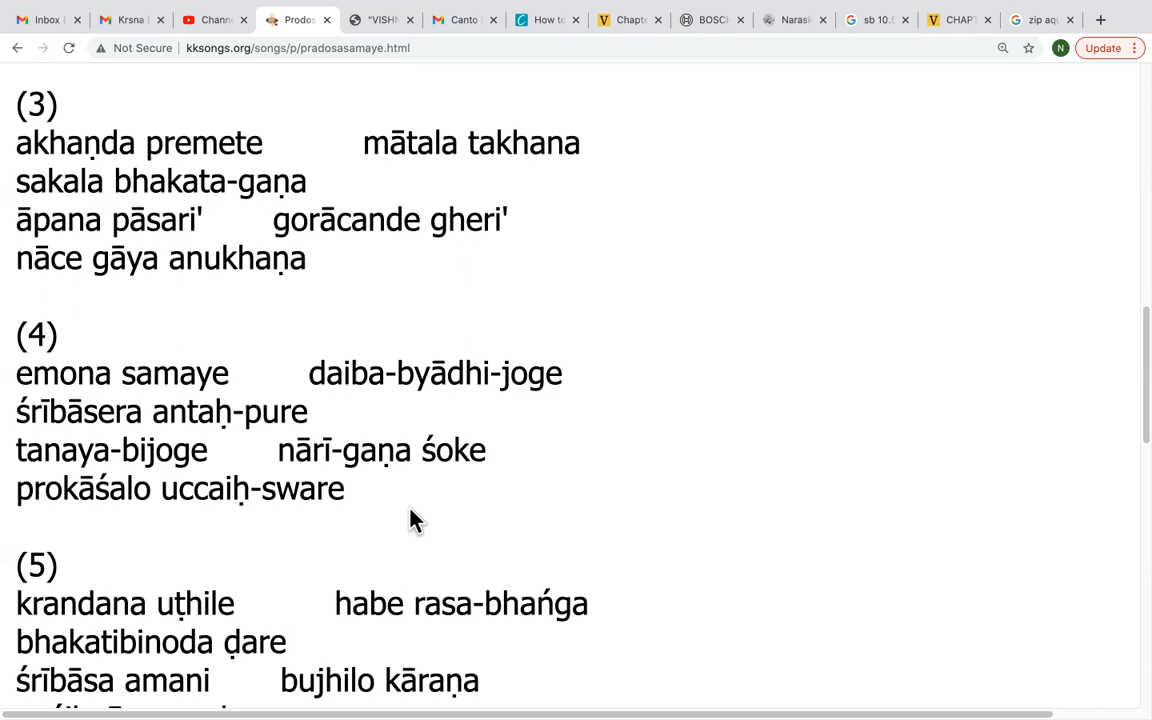 Inbox (
Krsna
Chann
Prodos
"VISHN
Canto
How to
Chapte
BOSCH
Narasi
sb 10.
CHAPT
zip aqu
Not Secure | kksongs.org/songs/p/pradosasamaye.html
N
Update
(3)
akhaṇda premete mātala takhana
sakala bhakata-gaṇa
āpana pāsari' gorācande gheri'
nāce gāya anukhaṇa
(4)
emona samaye daiba-byādhi-joge
śrībāsera antaḥ-pure
tanaya-bijoge nārī-gaṇa śoke
prokāśalo uccaiḥ-sware
(5)
krandana uṭhile habe rasa-bhańga
bhakatibinoda ḍare
śrībāsa amani bujhilo kāraṇa